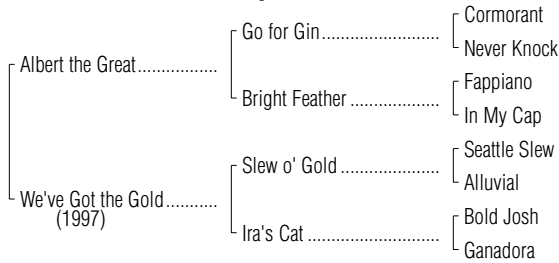 Cormorant
Go for Gin
Never Knock
Albert the Great
Fappiano
Bright Feather
In My Cap
Seattle Slew
Slew o' Gold
Alluvial
We've Got the Gold
(1997)
Bold Josh
Ira's Cat
Ganadora